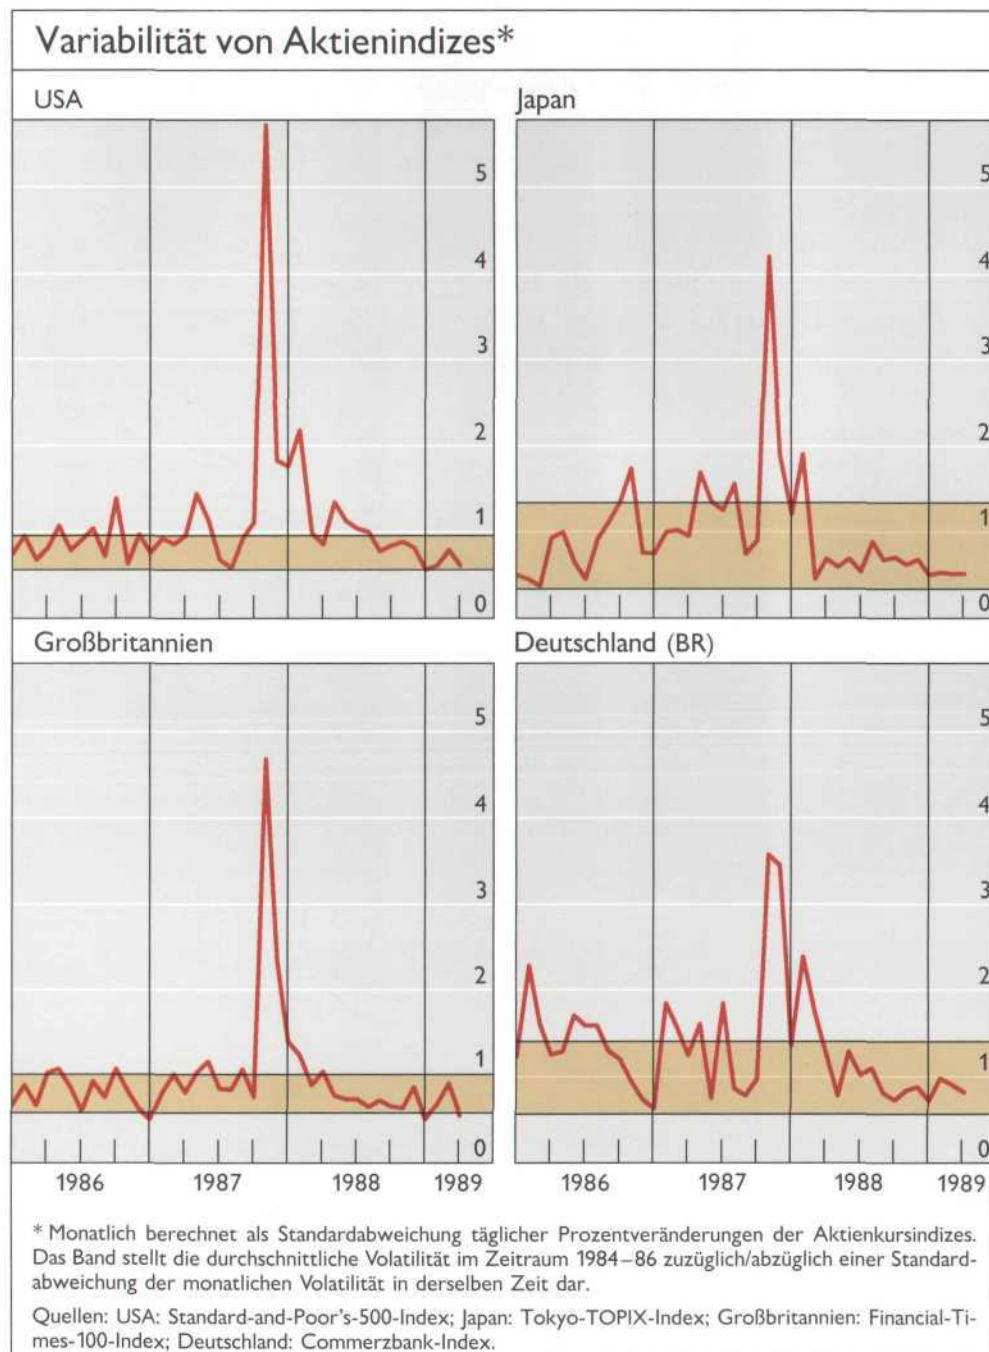 Variabilität von Aktienindizes*
USA
5
4
3
2
1
0
Japan
5
4
3
2
1
0
Großbritannien
5
4
3
2
1
0
1986 1987 1988 1989
Deutschland (BR)
5
4
3
2
1
0
1986 1987 1988 1989
* Monatlich berechnet als Standardabweichung täglicher Prozentveränderungen der Aktienkursindizes.
Das Band stellt die durchschnittliche Volatilität im Zeitraum 1984–86 zuzüglich/abzüglich einer Standard-
abweichung der monatlichen Volatilität in derselben Zeit dar.
Quellen: USA: Standard-and-Poor's-500-Index; Japan: Tokyo-TOPIX-Index; Großbritannien: Financial-Ti-
mes-100-Index; Deutschland: Commerzbank-Index.